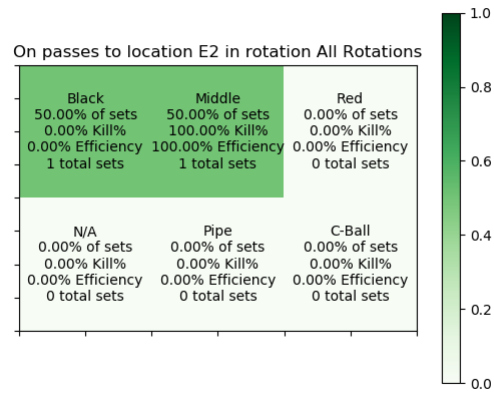 On passes to location E2 in rotation All Rotations
Black
50.00% of sets
0.00% Kill%
0.00% Efficiency
1 total sets
Middle
50.00% of sets
100.00% Kill%
100.00% Efficiency
1 total sets
Red
0.00% of sets
0.00% Kill%
0.00% Efficiency
0 total sets
N/A
0.00% of sets
0.00% Kill%
0.00% Efficiency
0 total sets
Pipe
0.00% of sets
0.00% Kill%
0.00% Efficiency
0 total sets
C-Ball
0.00% of sets
0.00% Kill%
0.00% Efficiency
0 total sets
1.0
0.8
0.6
0.4
0.2
0.0